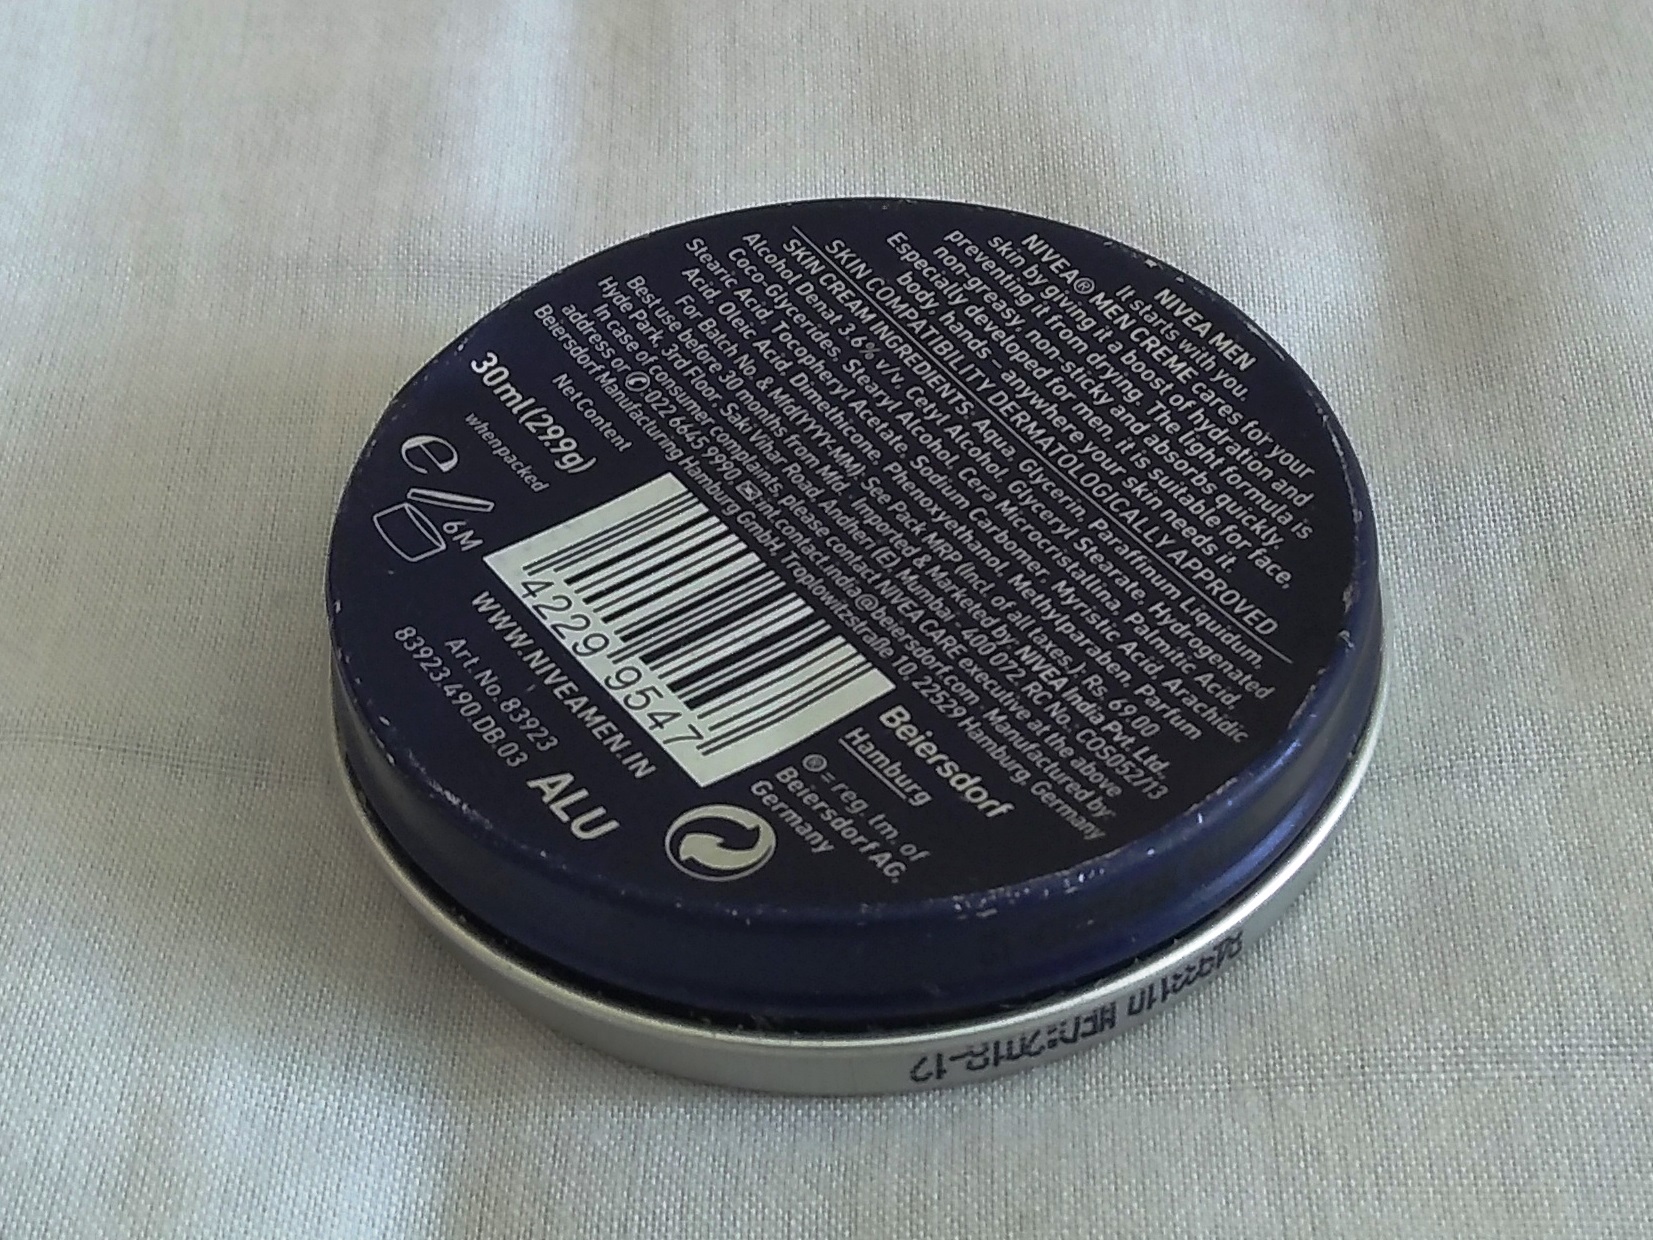 NIVEA MEN
It starts with you.
NIVEA® MEN CREME cares for your
skin by giving it a boost of hydration and
preventing it from drying. The light formula is
non-greasy, non-sticky and absorbs quickly.
Especially developed for men, it is suitable for face,
body, hands – anywhere your skin needs it.
SKIN COMPATIBILITY DERMATOLOGICALLY APPROVED
SKIN CREAM INGREDIENTS. Aqua, Glycerin, Paraffinum Liquidum,
Alcohol Denat 3.6% v/v. Cetyl Alcohol, Glyceryl Stearate, Hydrogenated
Coco-Glycerides, Stearyl Alcohol, Cera Microcristallina, Palmitic Acid,
Stearic Acid, Tocopheryl Acetate, Sodium Carbomer, Myristic Acid, Arachidic
Acid, Oleic Acid Dimethicone, Phenoxyethanol, Methylparaben, Parfum
For Batch No. & Mfd(YYYY-MM): See Pack MRP (Incl. of all taxes.) Rs. 69.00
Best use before 30 months from Mfd. Imported & Marketed by: NIVEA India Pvt. Ltd.,
Hyde Park, 3rd Floor, Saki Vihar Road, Andheri (E) Mumbai - 400 072 RC No. COS052/13
In case of consumer complaints, please contact NIVEA CARE executive at the above
address or 022 6645 9990 inl.contact.india@beiersdorf.com, Manufactured by:
Beiersdorf Manufacturing Hamburg GmbH, Troplowitzstraße 10, 22529 Hamburg, Germany
Net Content
30ml (29.9g)
when packed
e
6M
4229 9547
WWW.NIVEAMEN.IN
Art. No. 83923
83923.490.DB.03
ALU
Beiersdorf
Hamburg
® = reg. tm. of
Beiersdorf AG,
Germany
MFD:2018-12